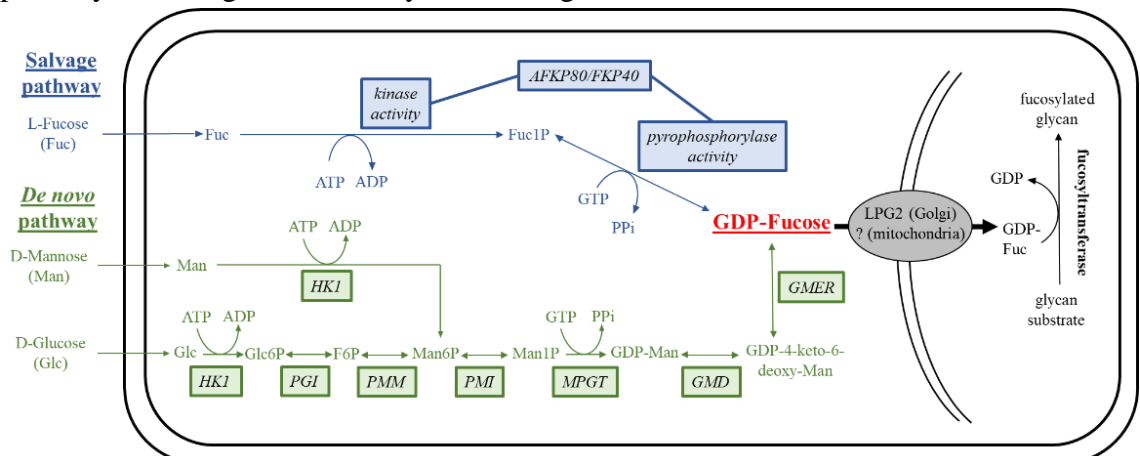 Salvage
pathway
L-Fucose
(Fuc)
Fuc
ATP ADP
kinase
activity
AFKP80/FKP40
Fuc1P
pyrophosphorylase
activity
GTP
PPi
De novo
pathway
D-Mannose
(Man)
Man
ATP ADP
HK1
D-Glucose
(Glc)
ATP ADP
Glc Glc6P F6P Man6P Man1P GDP-Man GDP-4-keto-6-
deoxy-Man
GTP PPi
HK1 PGI PMM PMI MPGT GMD
GMER
GDP-Fucose
LPG2 (Golgi)
? (mitochondria)
GDP-
Fuc
GDP
fucosylated
glycan
fucosyltransferase
glycan
substrate